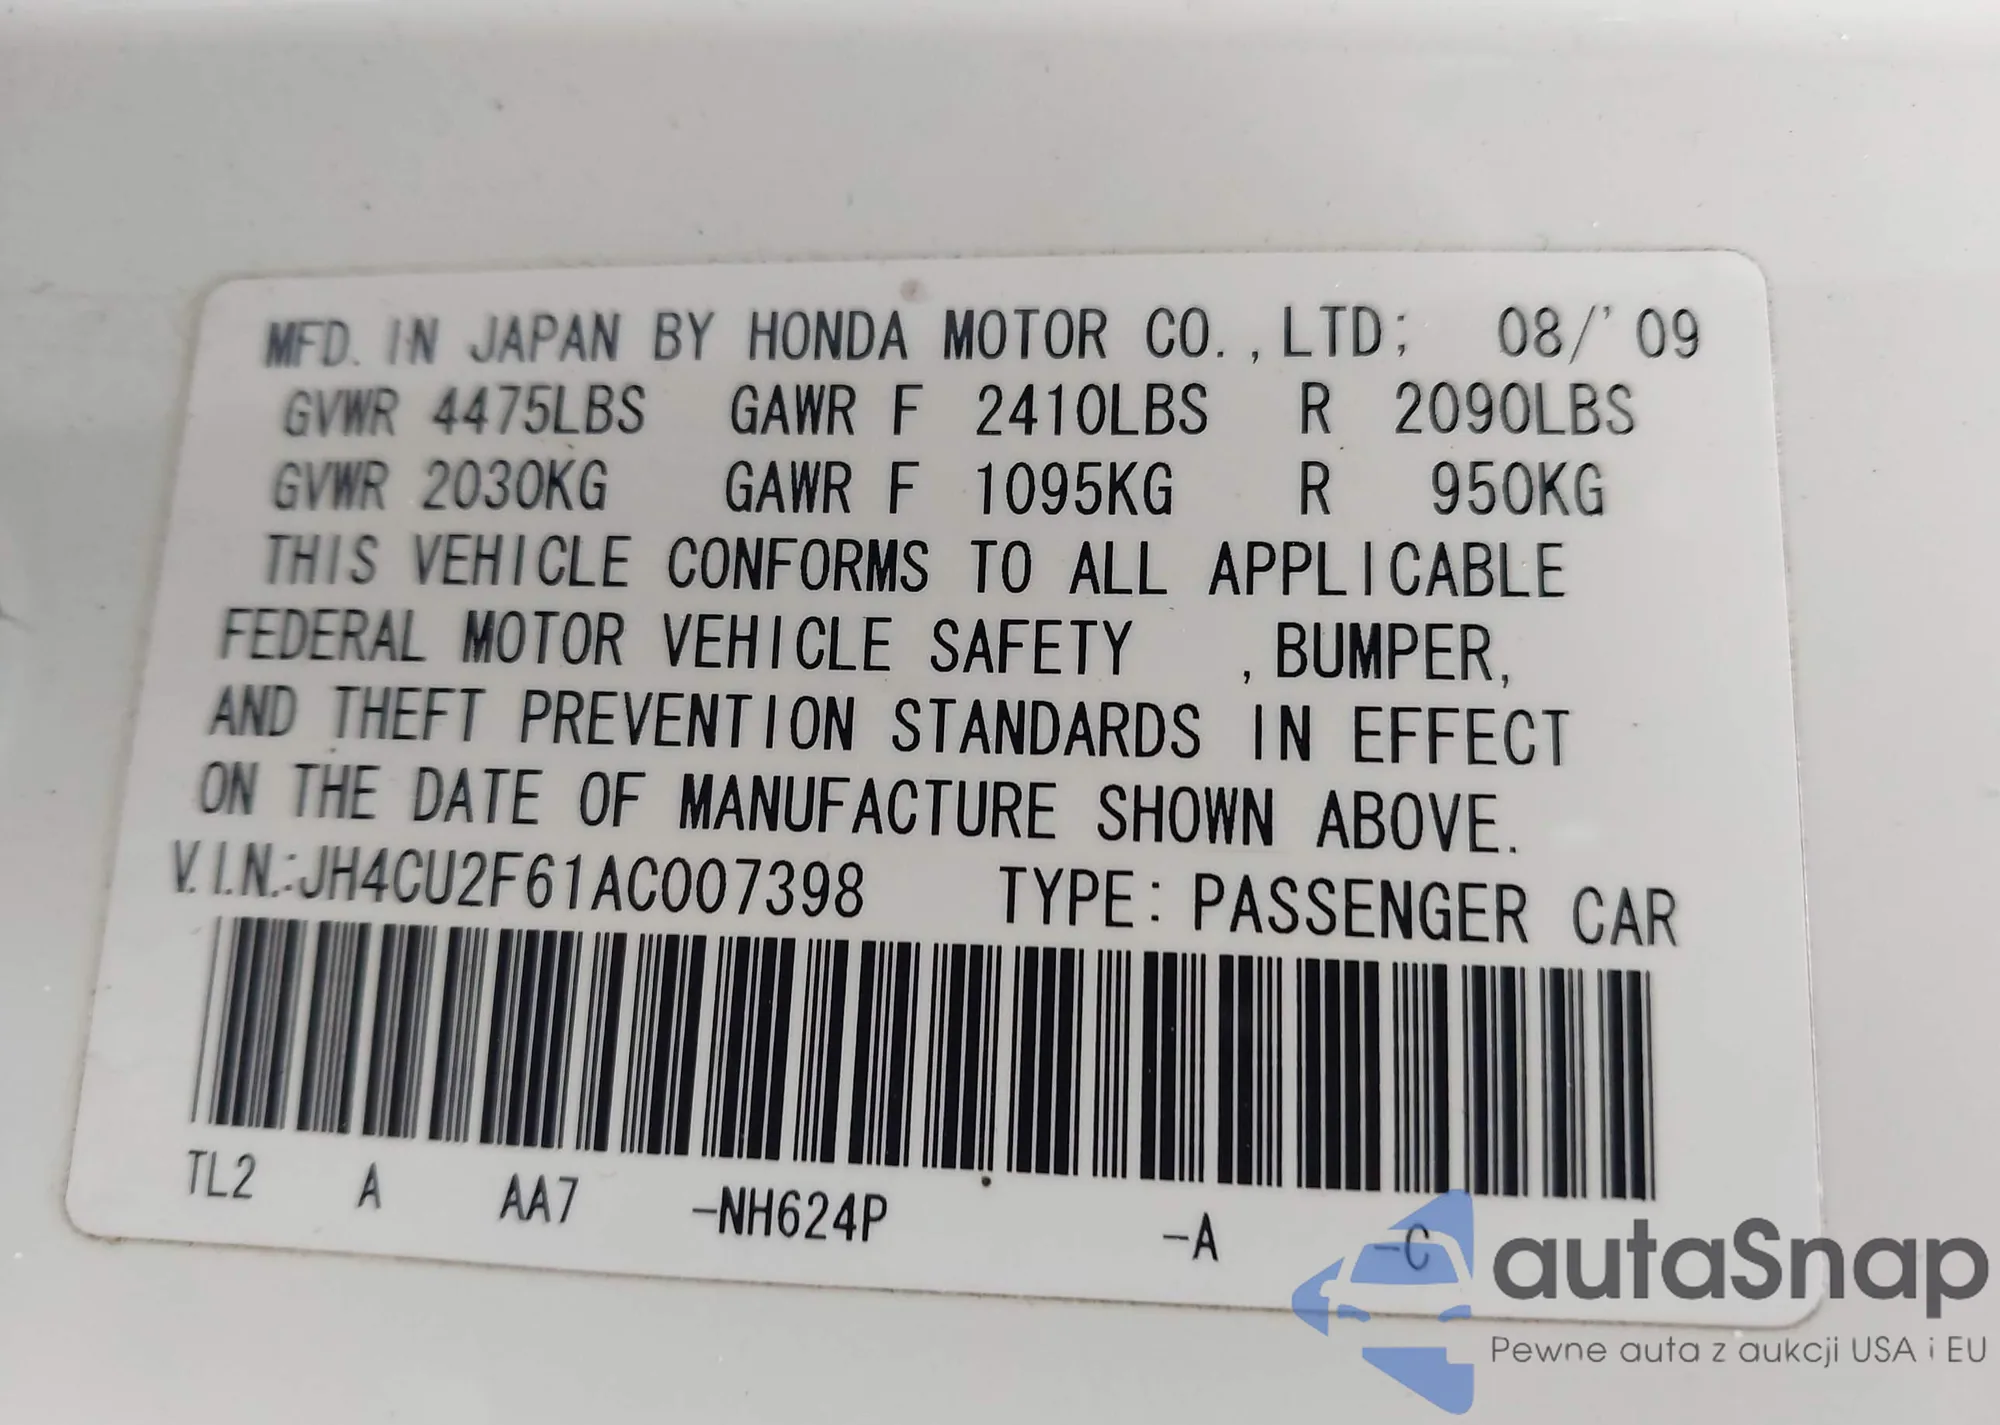 MFD. IN JAPAN BY HONDA MOTOR CO.,LTD; 08/'09
GVWR 4475LBS GAWR F 2410LBS R 2090LBS
GVWR 2030KG GAWR F 1095KG R 950KG
THIS VEHICLE CONFORMS TO ALL APPLICABLE
FEDERAL MOTOR VEHICLE SAFETY ,BUMPER,
AND THEFT PREVENTION STANDARDS IN EFFECT
ON THE DATE OF MANUFACTURE SHOWN ABOVE.
V.I.N.:JH4CU2F61AC007398 TYPE: PASSENGER CAR
TL2 A AA7 -NH624P -A -C
autaSnap
Pewne auta z aukcji USA i EU